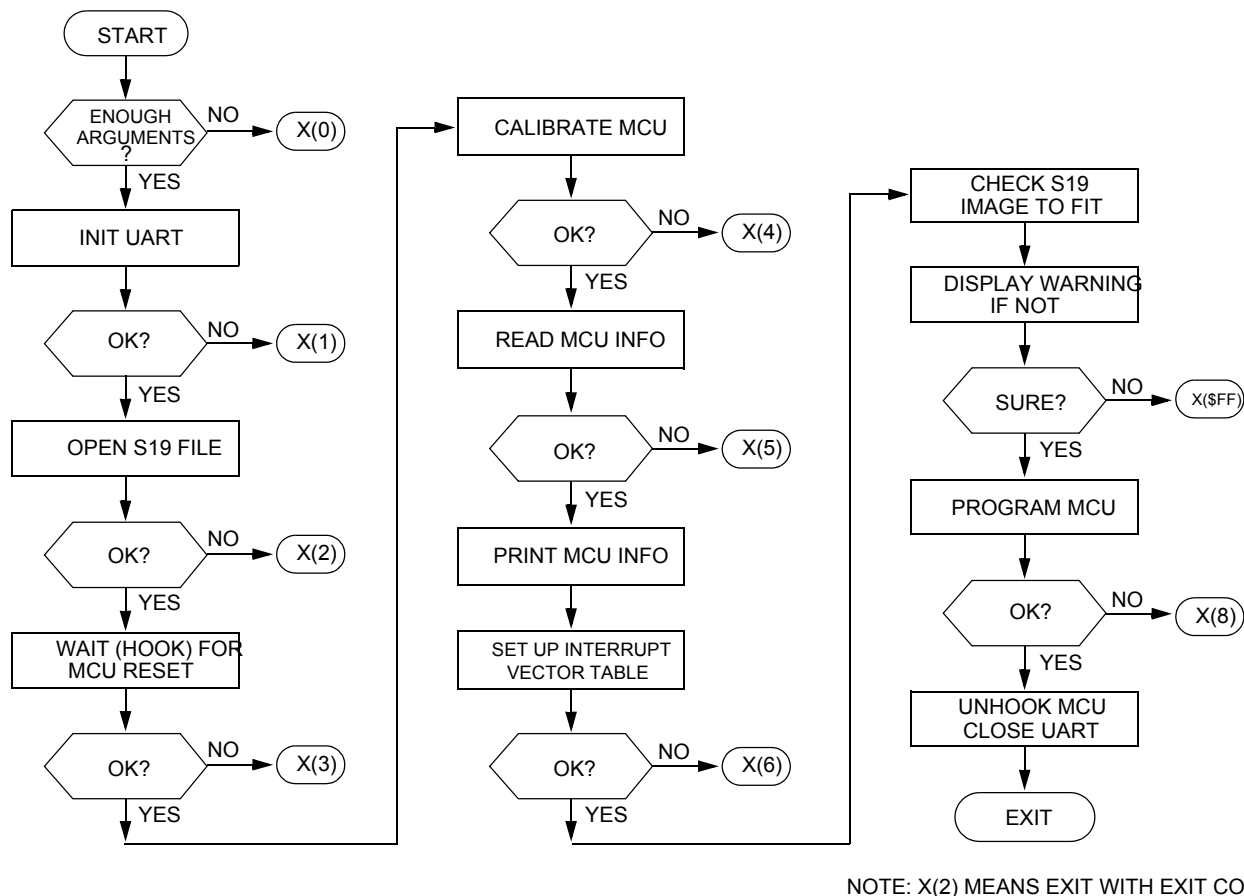 START
ENOUGH
ARGUMENTS
?
NO
X(0)
YES
INIT UART
OK?
NO
X(1)
YES
OPEN S19 FILE
OK?
NO
X(2)
YES
WAIT (HOOK) FOR
MCU RESET
OK?
NO
X(3)
YES
CALIBRATE MCU
OK?
NO
X(4)
YES
READ MCU INFO
OK?
NO
X(5)
YES
PRINT MCU INFO
SET UP INTERRUPT
VECTOR TABLE
OK?
NO
X(6)
YES
CHECK S19
IMAGE TO FIT
DISPLAY WARNING
IF NOT
SURE?
NO
X($FF)
YES
PROGRAM MCU
OK?
NO
X(8)
YES
UNHOOK MCU
CLOSE UART
EXIT
NOTE: X(2) MEANS EXIT WITH EXIT CO